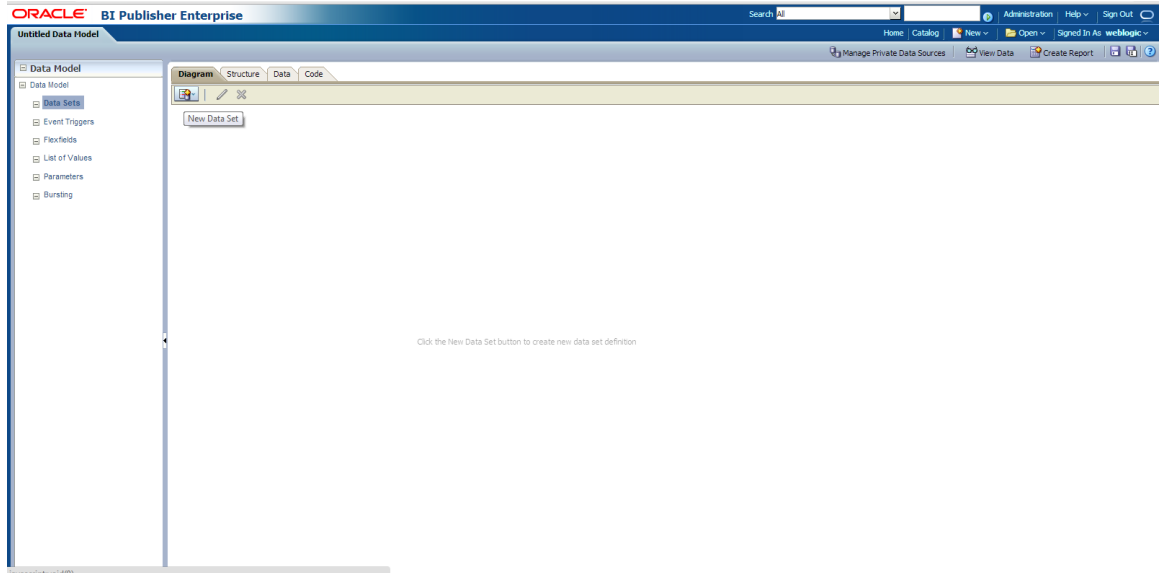 ORACLE BI Publisher Enterprise
Search All Administration Help Sign Out
Untitled Data Model
Home Catalog New Open Signed In As weblogic
Manage Private Data Sources View Data Create Report
Data Model
Data Model
Data Sets
Event Triggers
Flexfields
List of Values
Parameters
Bursting
Diagram Structure Data Code
New Data Set
Click the New Data Set button to create new data set definition